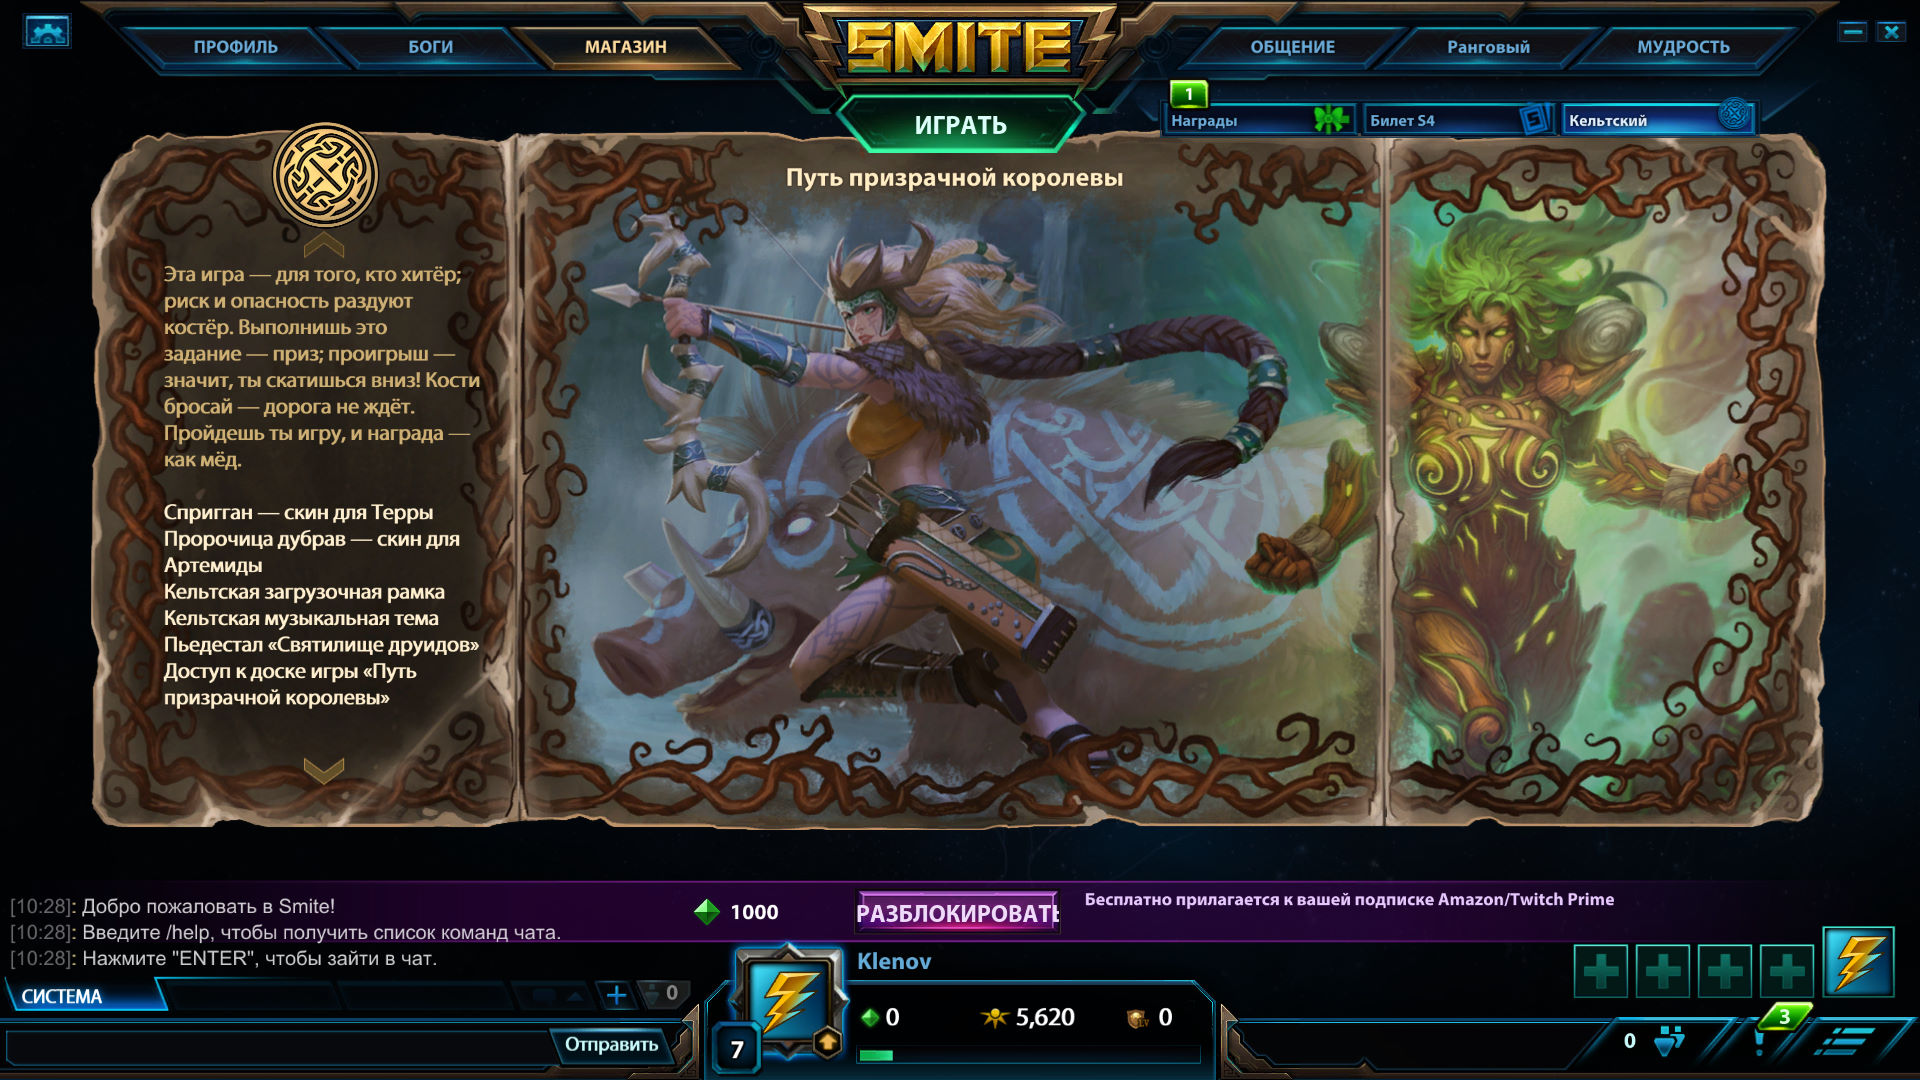 ПРОФИЛЬ
БОГИ
МАГАЗИН
SMITE
ОБЩЕНИЕ
Ранговый
МУДРОСТЬ
ИГРАТЬ
1
Награды
Билет S4
Кельтский
Путь призрачной королевы
Эта игра — для того, кто хитёр;
риск и опасность раздуют
костёр. Выполнишь это
задание — приз; проигрыш —
значит, ты скатишься вниз! Кости
бросай — дорога не ждёт.
Пройдешь ты игру, и награда —
как мёд.
Спригган — скин для Терры
Пророчица дубрав — скин для
Артемиды
Кельтская загрузочная рамка
Кельтская музыкальная тема
Пьедестал «Святилище друидов»
Доступ к доске игры «Путь
призрачной королевы»
1000
РАЗБЛОКИРОВАТЬ
Бесплатно прилагается к вашей подписке Amazon/Twitch Prime
[10:28]: Добро пожаловать в Smite!
[10:28]: Введите /help, чтобы получить список команд чата.
[10:28]: Нажмите "ENTER", чтобы зайти в чат.
СИСТЕМА
0
Отправить
Klenov
7
0
5,620
0
0
3